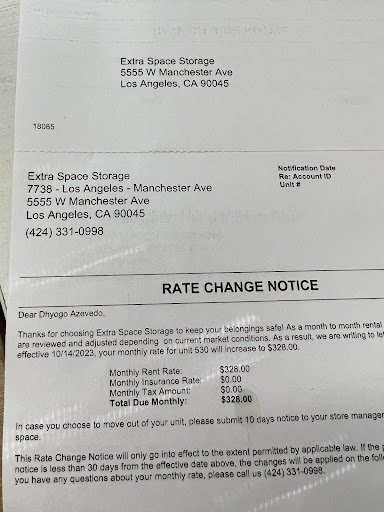 Extra Space Storage
5555 W Manchester Ave
Los Angeles, CA 90045
18085
Extra Space Storage
7738 - Los Angeles - Manchester Ave
5555 W Manchester Ave
Los Angeles, CA 90045
(424) 331-0998
Notification Date
Re: Account ID
Unit #
RATE CHANGE NOTICE
Dear Dhyogo Azevedo,
Thanks for choosing Extra Space Storage to keep your belongings safe! As a month to month rental
are reviewed and adjusted depending on current market conditions. As a result, we are writing to le
effective 10/14/2023, your monthly rate for unit 530 will increase to $328.00.
Monthly Rent Rate: $328.00
Monthly Insurance Rate: $0.00
Monthly Tax Amount: $0.00
Total Due Monthly: $328.00
In case you choose to move out of your unit, please submit 10 days notice to your store manager
space.
This Rate Change Notice will only go into effect to the extent permitted by applicable law. If the p
notice is less than 30 days from the effective date above, the changes will be applied on the foll
you have any questions about your monthly rate, please call us (424) 331-0998.